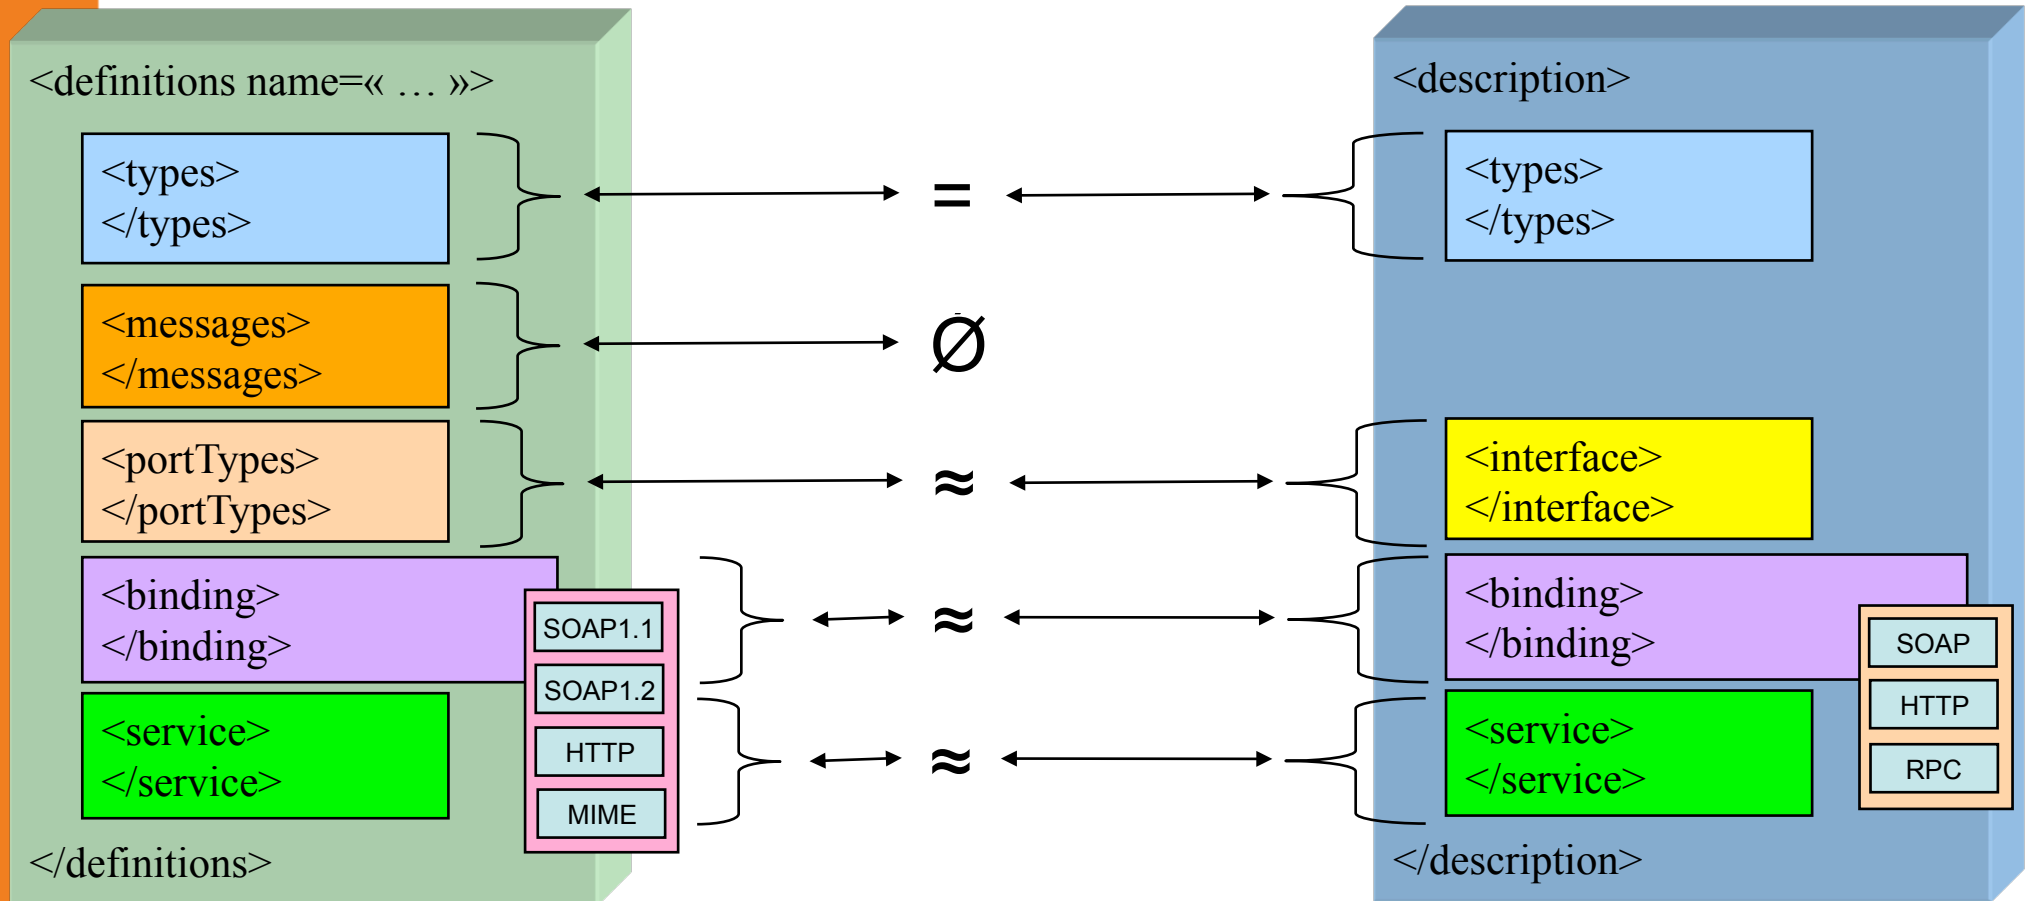 <definitions name=« … »>
<types>
</types>
<messages>
</messages>
<portTypes>
</portTypes>
<binding>
</binding>
SOAP1.1
SOAP1.2
HTTP
MIME
<service>
</service>
</definitions>
=
Ø
≈
≈
≈
<description>
<types>
</types>
<interface>
</interface>
<binding>
</binding>
SOAP
HTTP
RPC
<service>
</service>
</description>